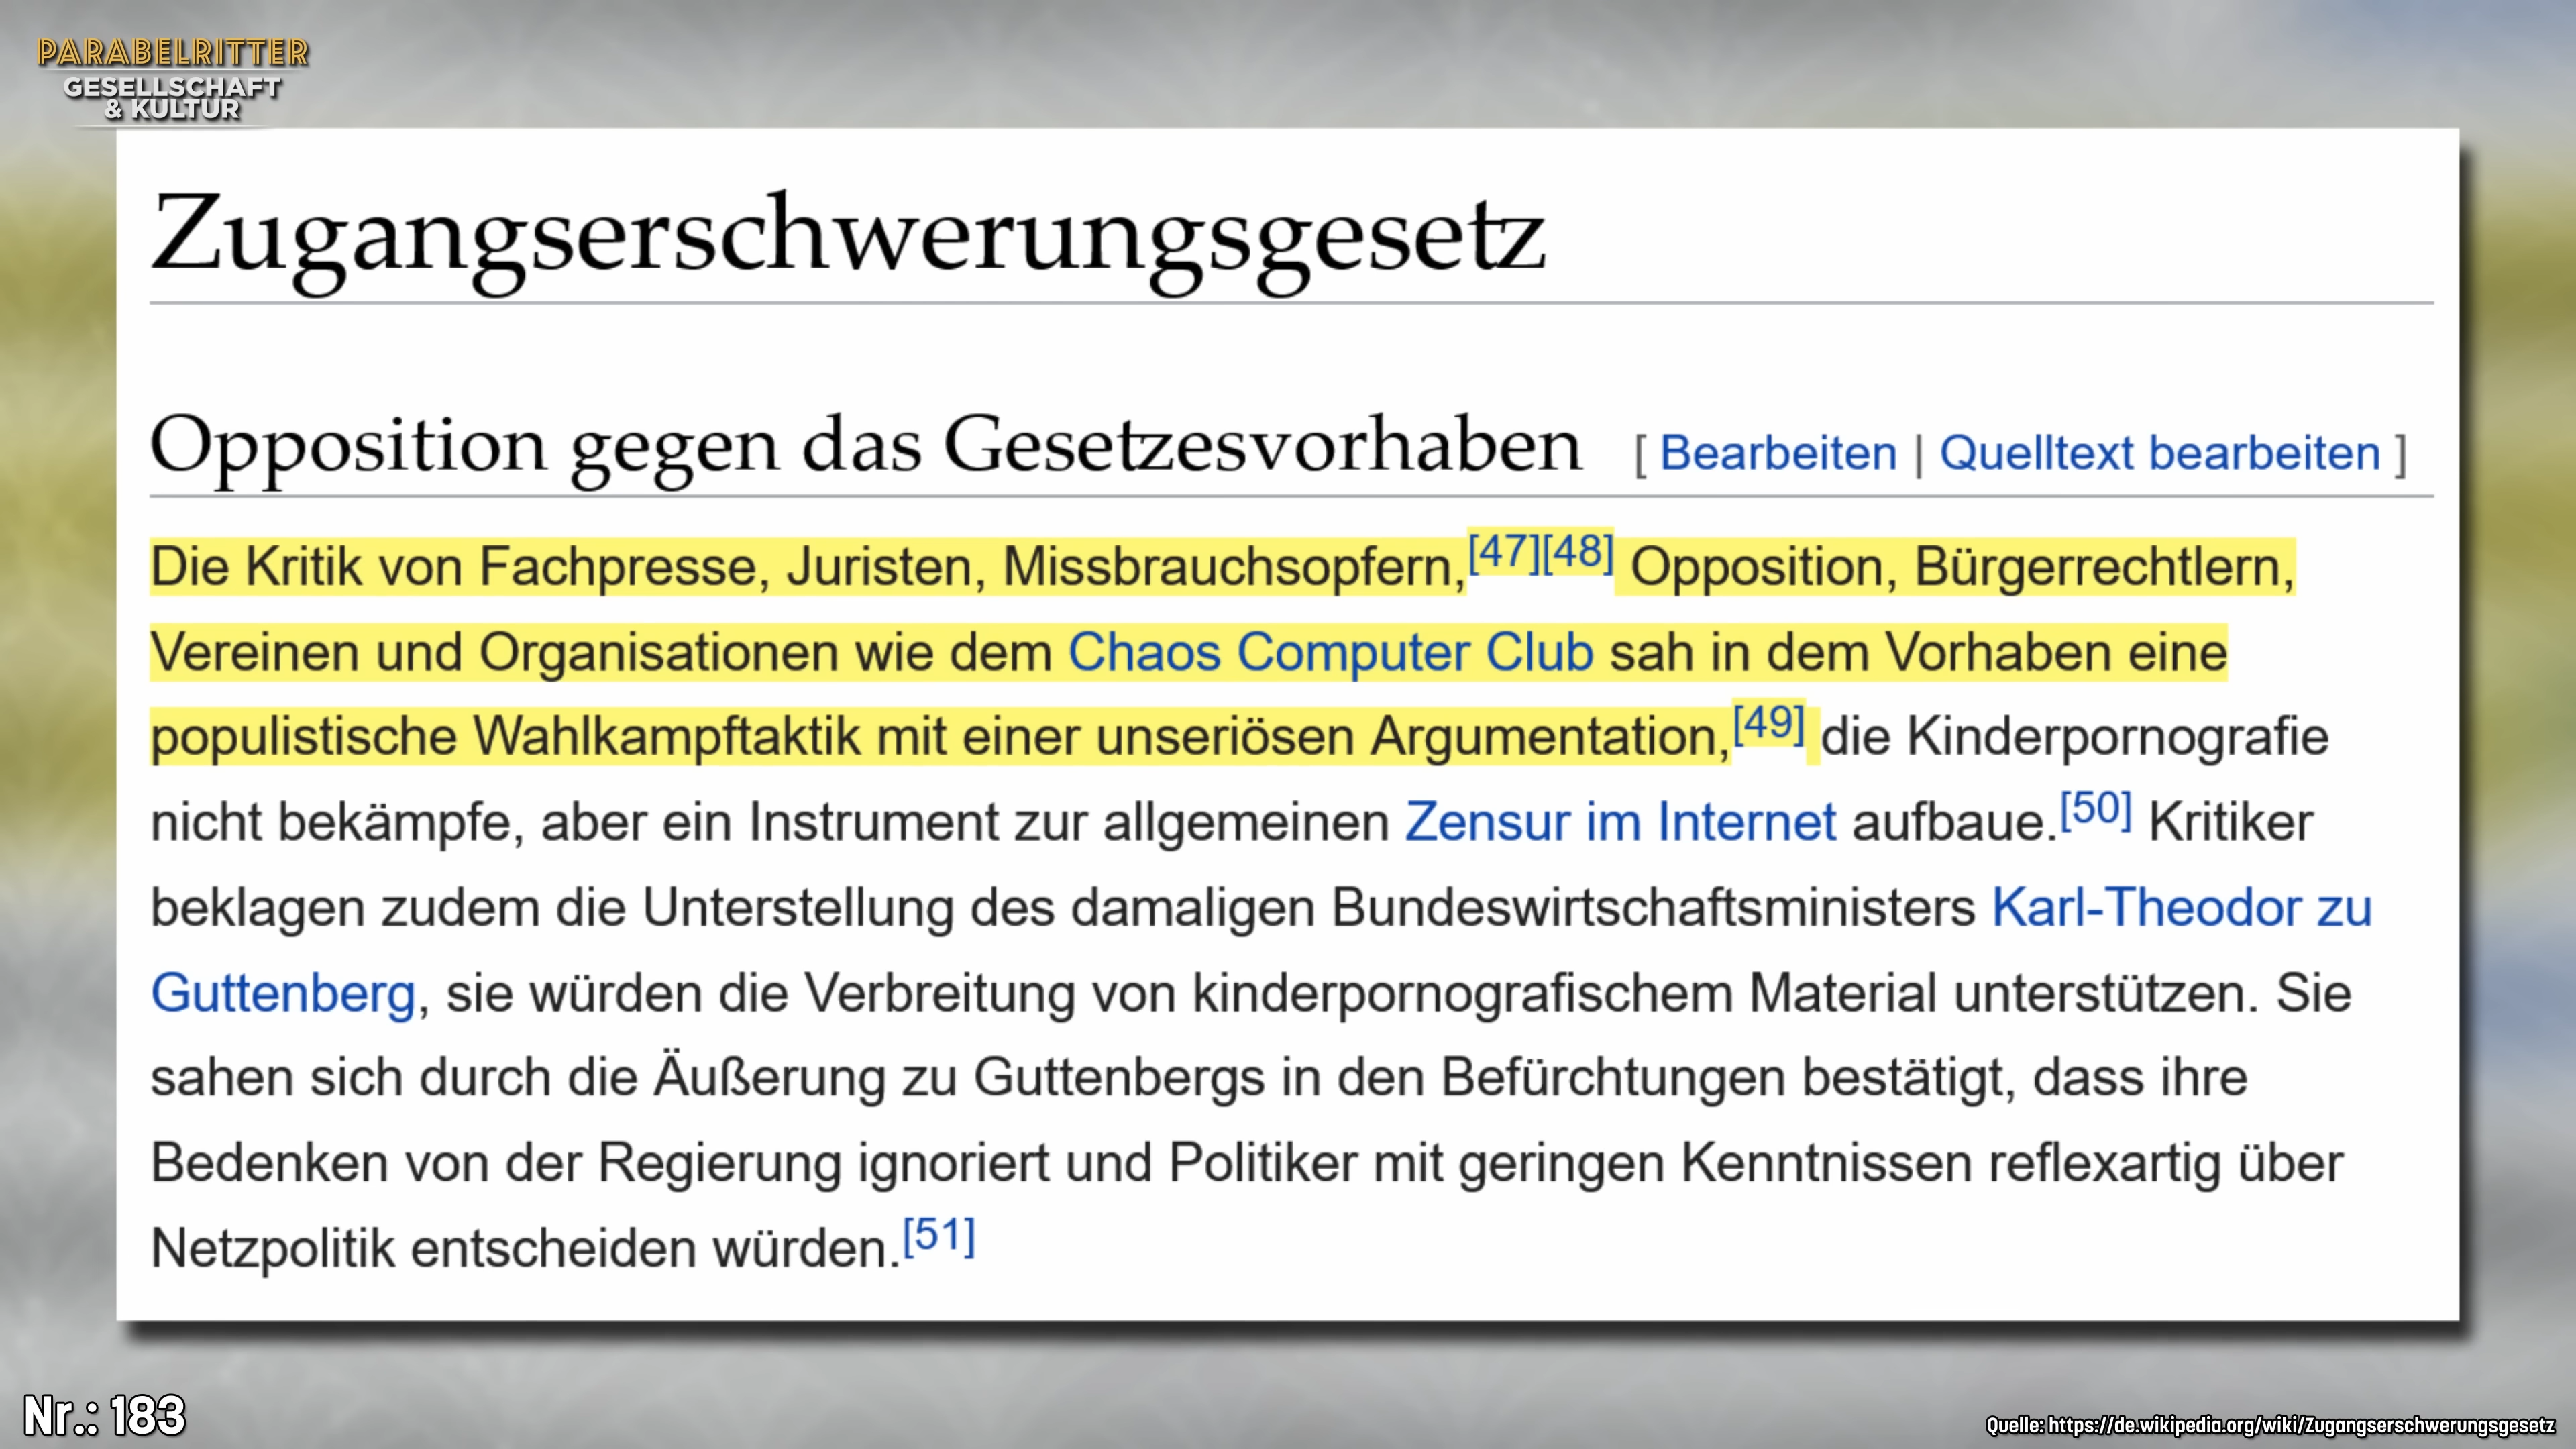 PARABELRITTER
GESELLSCHAFT
& KULTUR
Zugangserschwerungsgesetz
Opposition gegen das Gesetzesvorhaben [ Bearbeiten | Quelltext bearbeiten ]
Die Kritik von Fachpresse, Juristen, Missbrauchsopfern,[47][48] Opposition, Bürgerrechtlern,
Vereinen und Organisationen wie dem Chaos Computer Club sah in dem Vorhaben eine
populistische Wahlkampftaktik mit einer unseriösen Argumentation,[49] die Kinderpornografie
nicht bekämpfe, aber ein Instrument zur allgemeinen Zensur im Internet aufbaue.[50] Kritiker
beklagen zudem die Unterstellung des damaligen Bundeswirtschaftsministers Karl-Theodor zu
Guttenberg, sie würden die Verbreitung von kinderpornografischem Material unterstützen. Sie
sahen sich durch die Äußerung zu Guttenbergs in den Befürchtungen bestätigt, dass ihre
Bedenken von der Regierung ignoriert und Politiker mit geringen Kenntnissen reflexartig über
Netzpolitik entscheiden würden.[51]
Nr.: 183
Quelle: https://de.wikipedia.org/wiki/Zugangserschwerungsgesetz